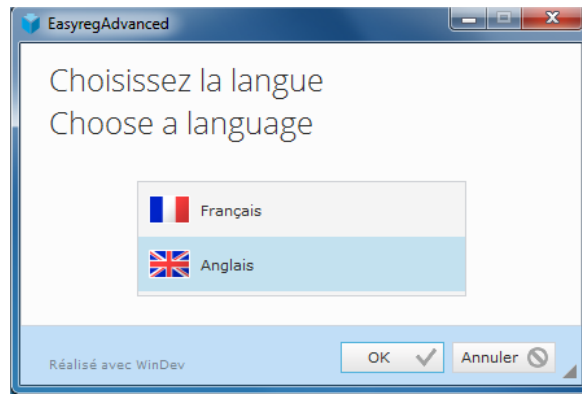 EasyregAdvanced
Choisissez la langue
Choose a language
Français
Anglais
Réalisé avec WinDev
OK
Annuler